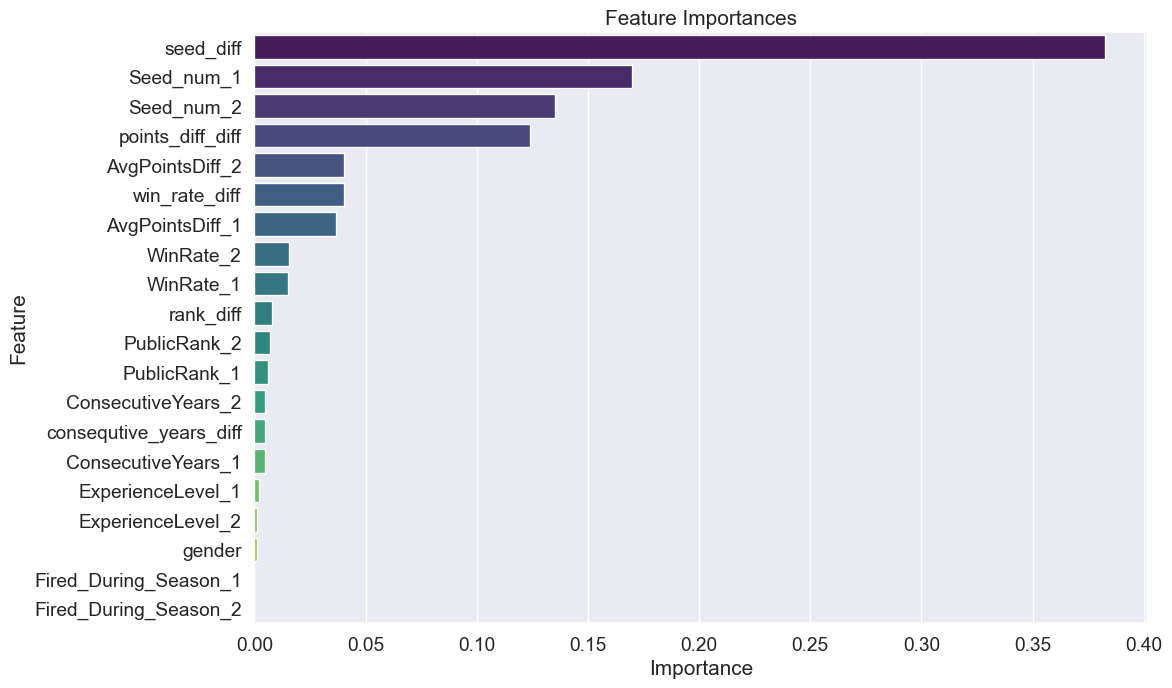 Feature Importances
Feature
seed_diff
Seed_num_1
Seed_num_2
points_diff_diff
AvgPointsDiff_2
win_rate_diff
AvgPointsDiff_1
WinRate_2
WinRate_1
rank_diff
PublicRank_2
PublicRank_1
ConsecutiveYears_2
consequtive_years_diff
ConsecutiveYears_1
ExperienceLevel_1
ExperienceLevel_2
gender
Fired_During_Season_1
Fired_During_Season_2
0.00 0.05 0.10 0.15 0.20 0.25 0.30 0.35 0.40
Importance